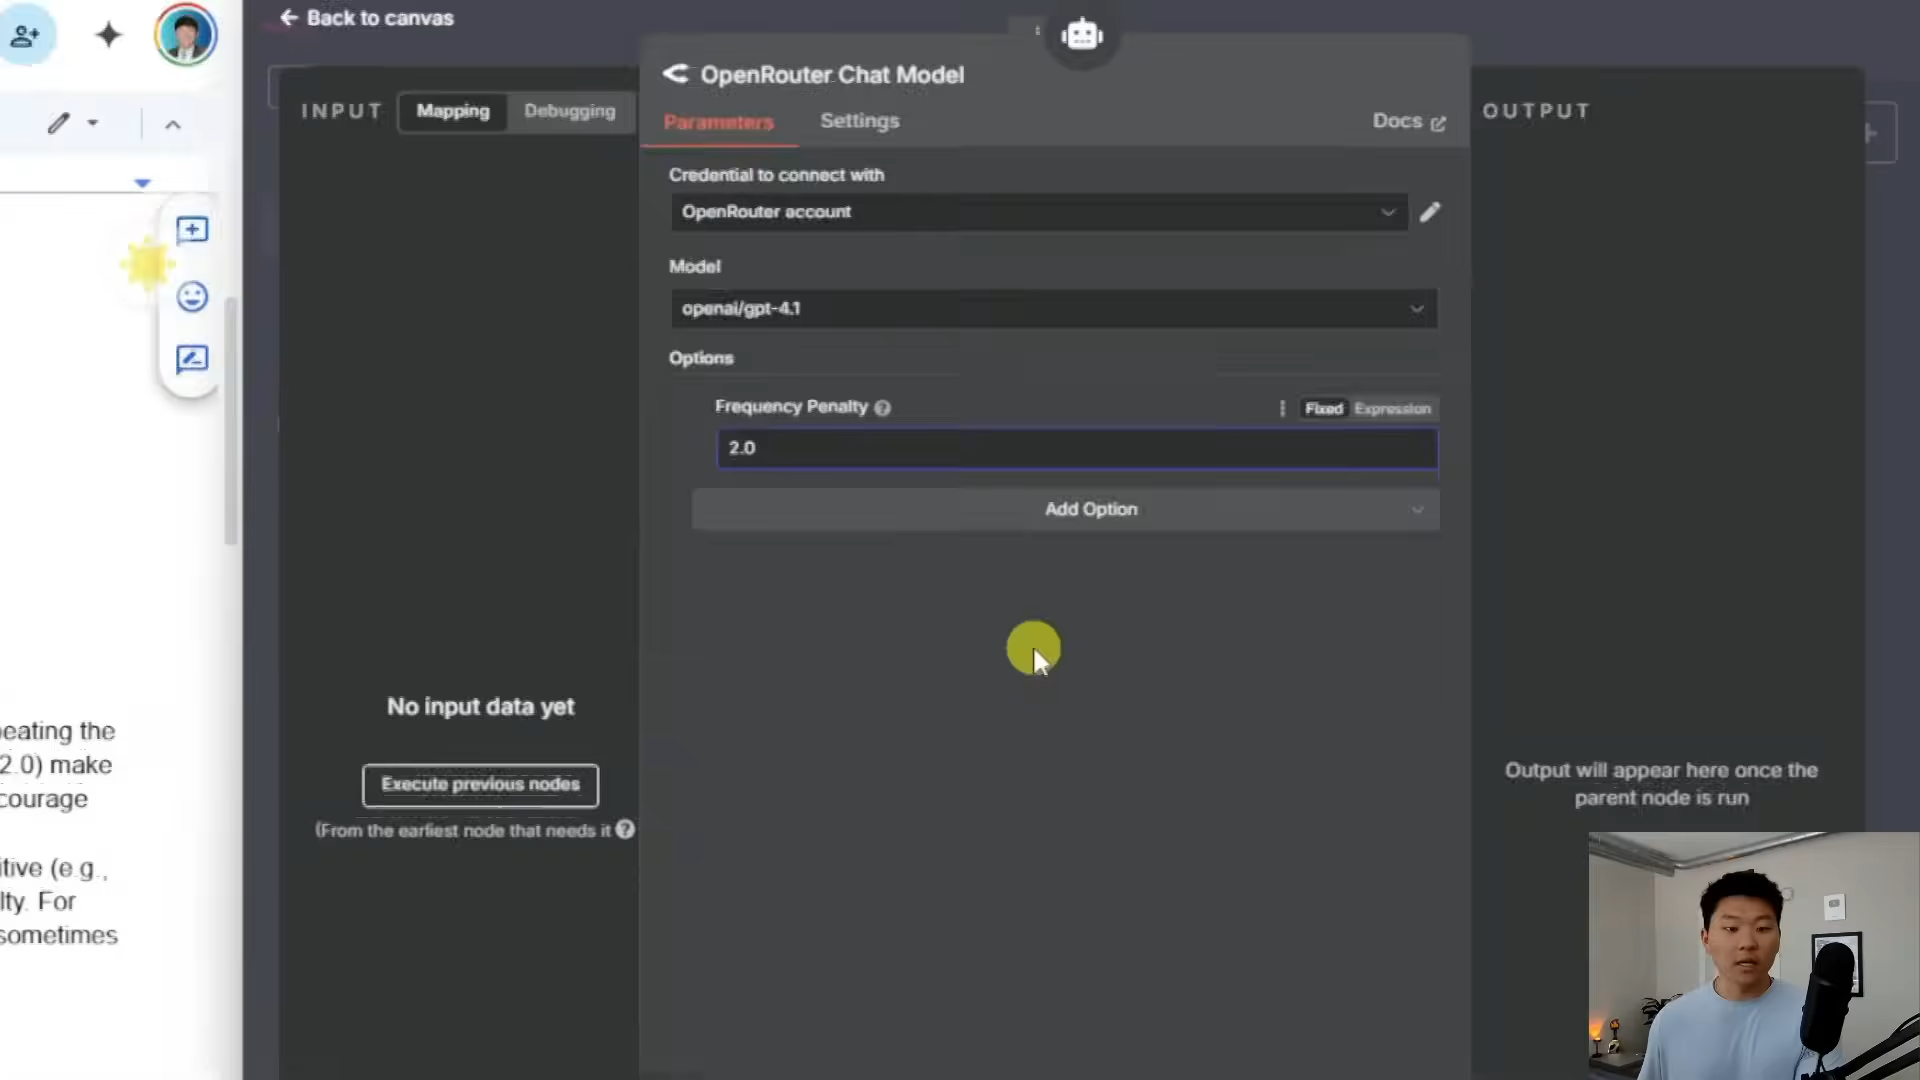 ← Back to canvas
OpenRouter Chat Model
INPUT
Mapping
Debugging
Parameters
Settings
Docs
OUTPUT
Credential to connect with
OpenRouter account
Model
openai/gpt-4.1
Options
Frequency Penalty
Fixed
Expression
2.0
Add Option
No input data yet
Execute previous nodes
(From the earliest node that needs it
eating the
2.0) make
courage
itive (e.g.,
lty. For
sometimes
Output will appear here once the
parent node is run